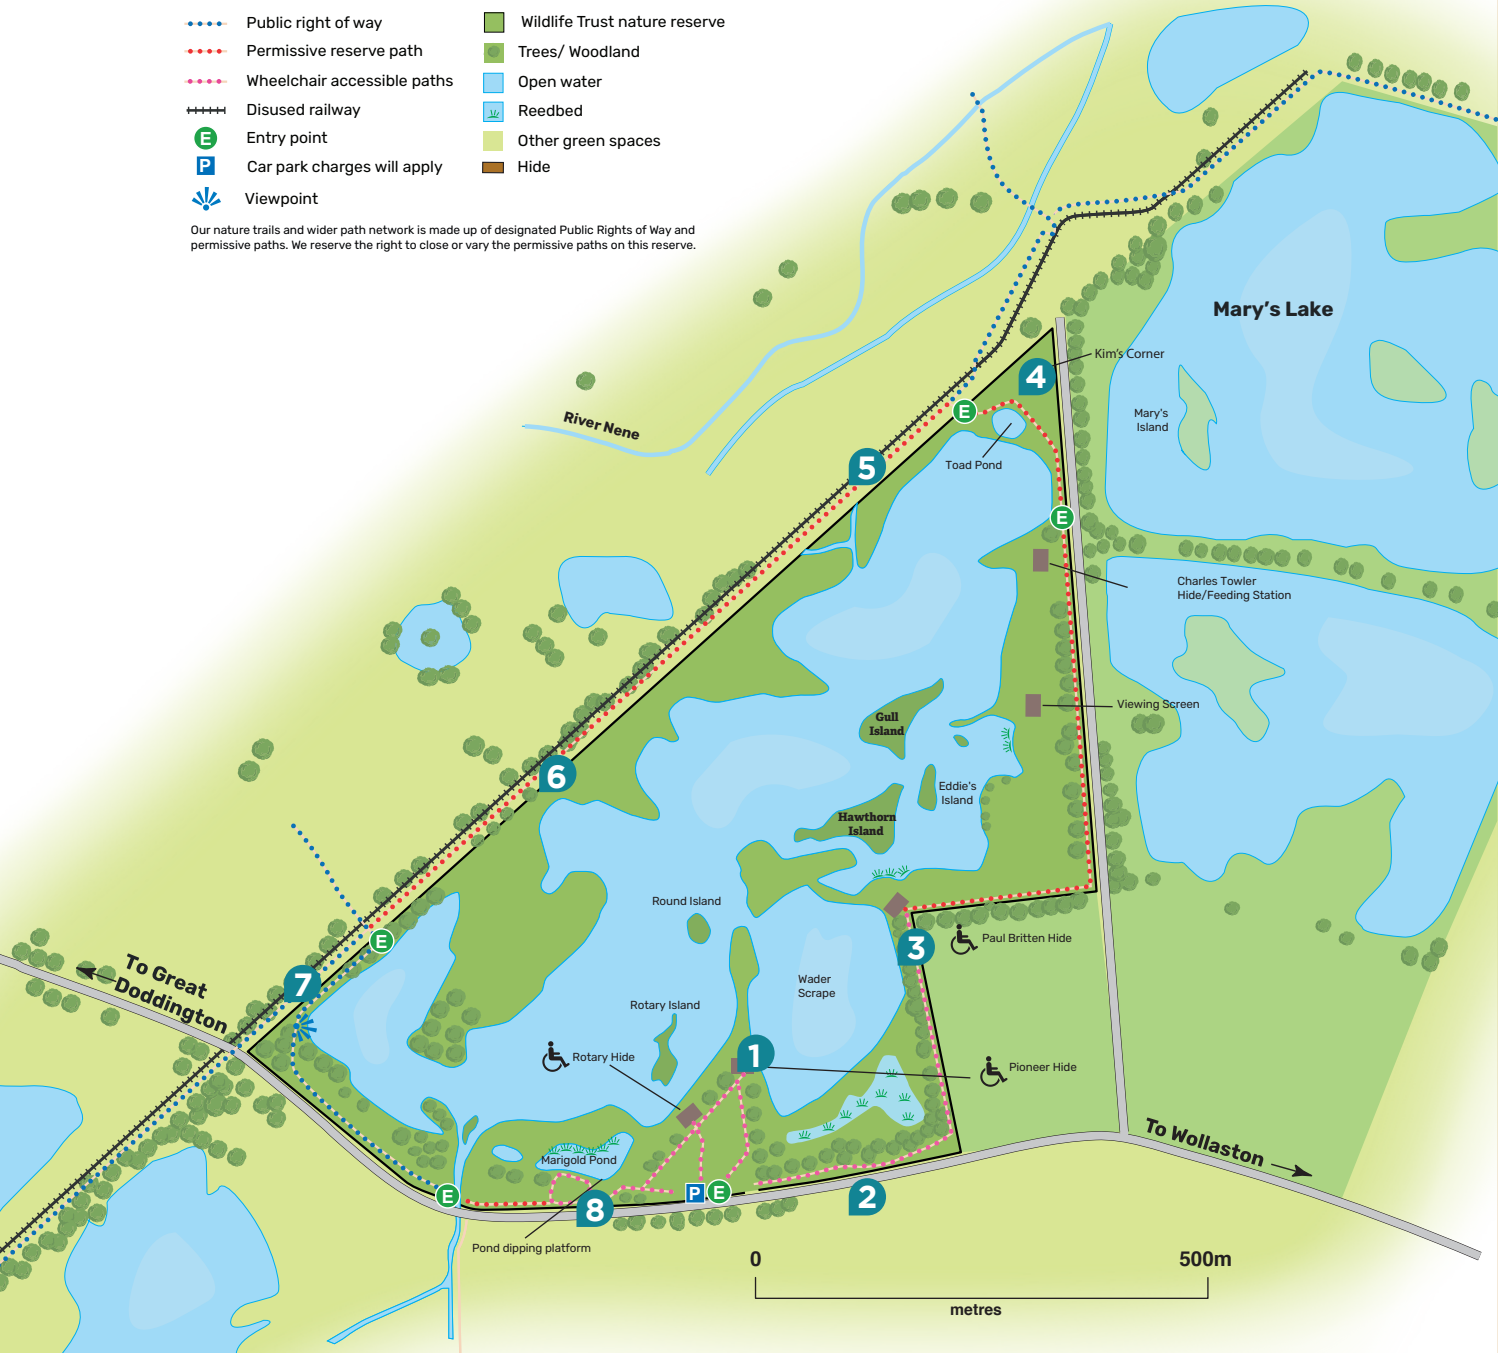 Public right of way
Permissive reserve path
Wheelchair accessible paths
Disused railway
E
Entry point
P
Car park charges will apply
Viewpoint
Wildlife Trust nature reserve
Trees/ Woodland
Open water
Reedbed
Other green spaces
Hide
Our nature trails and wider path network is made up of designated Public Rights of Way and
permissive paths. We reserve the right to close or vary the permissive paths on this reserve.
Mary's Lake
Kim's Corner
4
E
Mary's
Island
River Nene
Toad Pond
5
E
Charles Towler
Hide/Feeding Station
Viewing Screen
Gull
Island
6
Eddie's
Island
Hawthorn
Island
Round Island
E
3
Paul Britten Hide
To Great
Doddington
7
Wader
Scrape
Rotary Island
Rotary Hide
1
Pioneer Hide
To Wollaston
Marigold Pond
E
P
E
2
8
Pond dipping platform
0
500m
metres